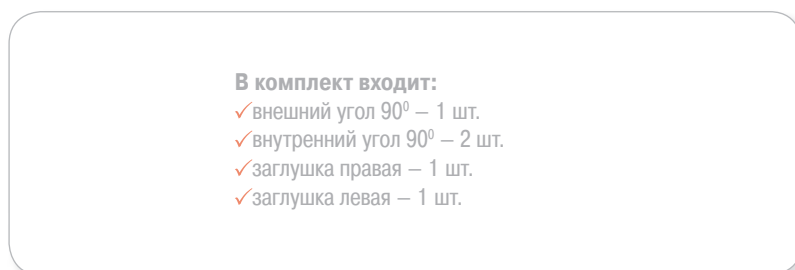 В комплект входит:
✓внешний угол 90⁰ – 1 шт.
✓внутренний угол 90⁰ – 2 шт.
✓заглушка правая – 1 шт.
✓заглушка левая – 1 шт.